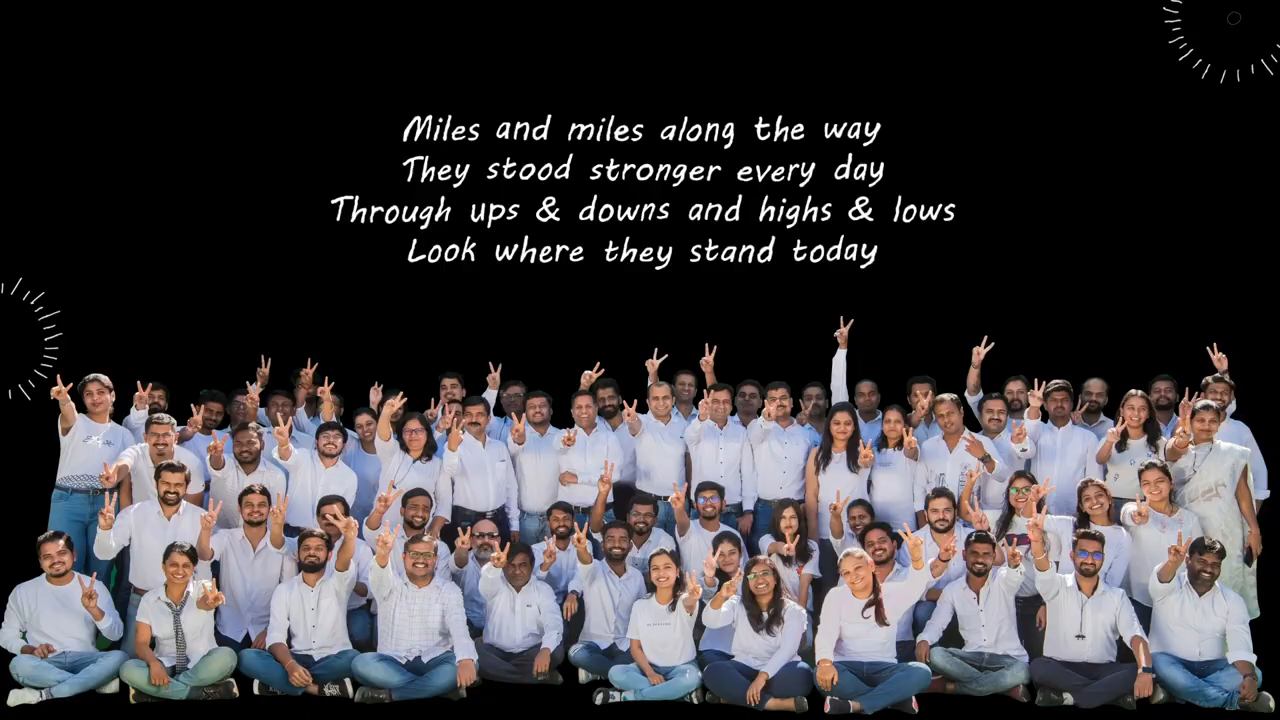 Miles and miles along the way
They stood stronger every day
Through ups & downs and highs & lows
Look where they stand today